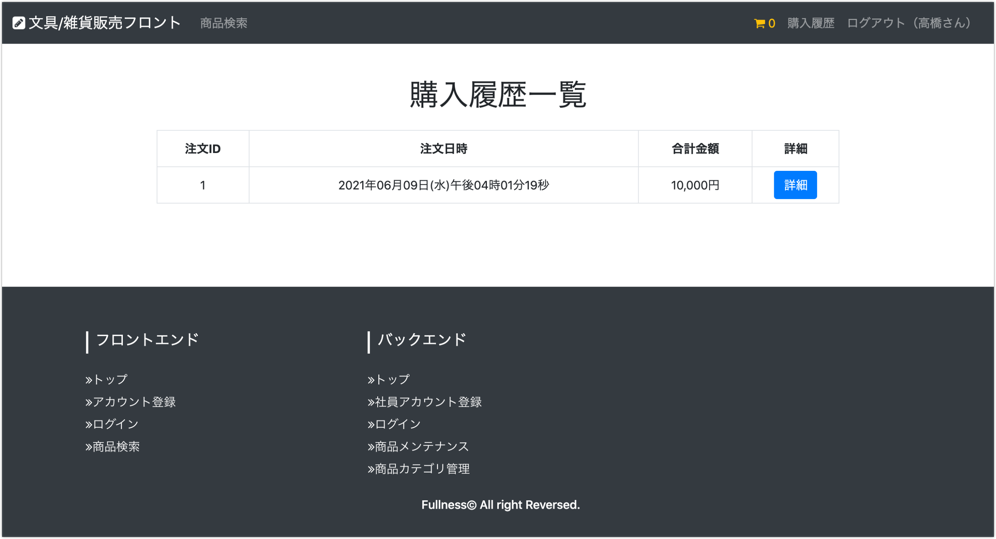 文具/雑貨販売フロント 商品検索 0 購入履歴 ログアウト（高橋さん）
購入履歴一覧
注文ID 注文日時 合計金額 詳細
1 2021年06月09日(水)午後04時01分19秒 10,000円 詳細
フロントエンド
»トップ
»アカウント登録
»ログイン
»商品検索
バックエンド
»トップ
»社員アカウント登録
»ログイン
»商品メンテナンス
»商品カテゴリ管理
Fullness© All right Reversed.